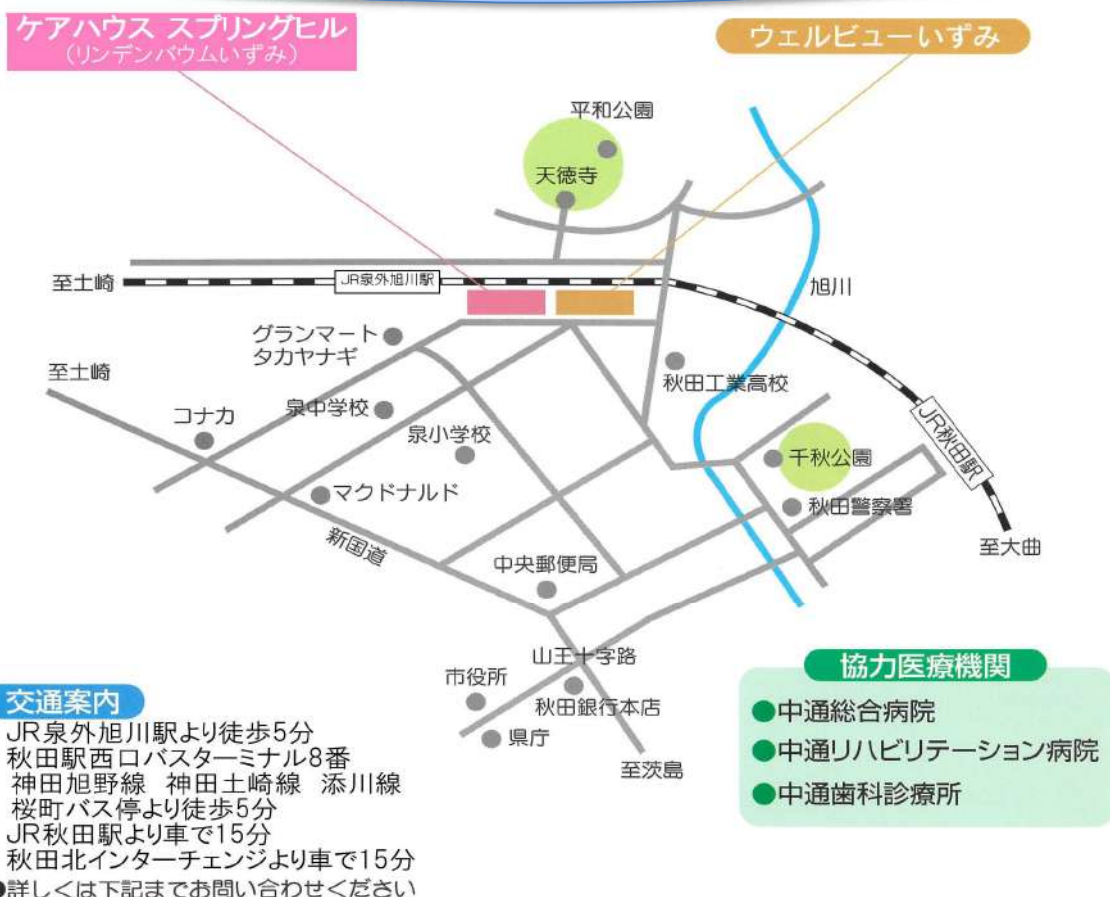 ケアハウス スプリングヒル
(リンデンバウムいずみ)
ウェルビューいずみ
平和公園
天徳寺
至土崎
JR泉外旭川駅
旭川
グランマート
タカヤナギ
至土崎
秋田工業高校
コナカ
泉中学校
泉小学校
JR秋田駅
千秋公園
マクドナルド
秋田警察署
新国道
至大曲
中央郵便局
山王十字路
市役所
秋田銀行本店
県庁
至茨島
協力医療機関
●中通総合病院
●中通リハビリテーション病院
●中通歯科診療所
交通案内
JR泉外旭川駅より徒歩5分
秋田駅西口バスターミナル8番
神田旭野線 神田土崎線 添川線
桜町バス停より徒歩5分
JR秋田駅より車で15分
秋田北インターチェンジより車で15分
●詳しくは下記までお問い合わせください